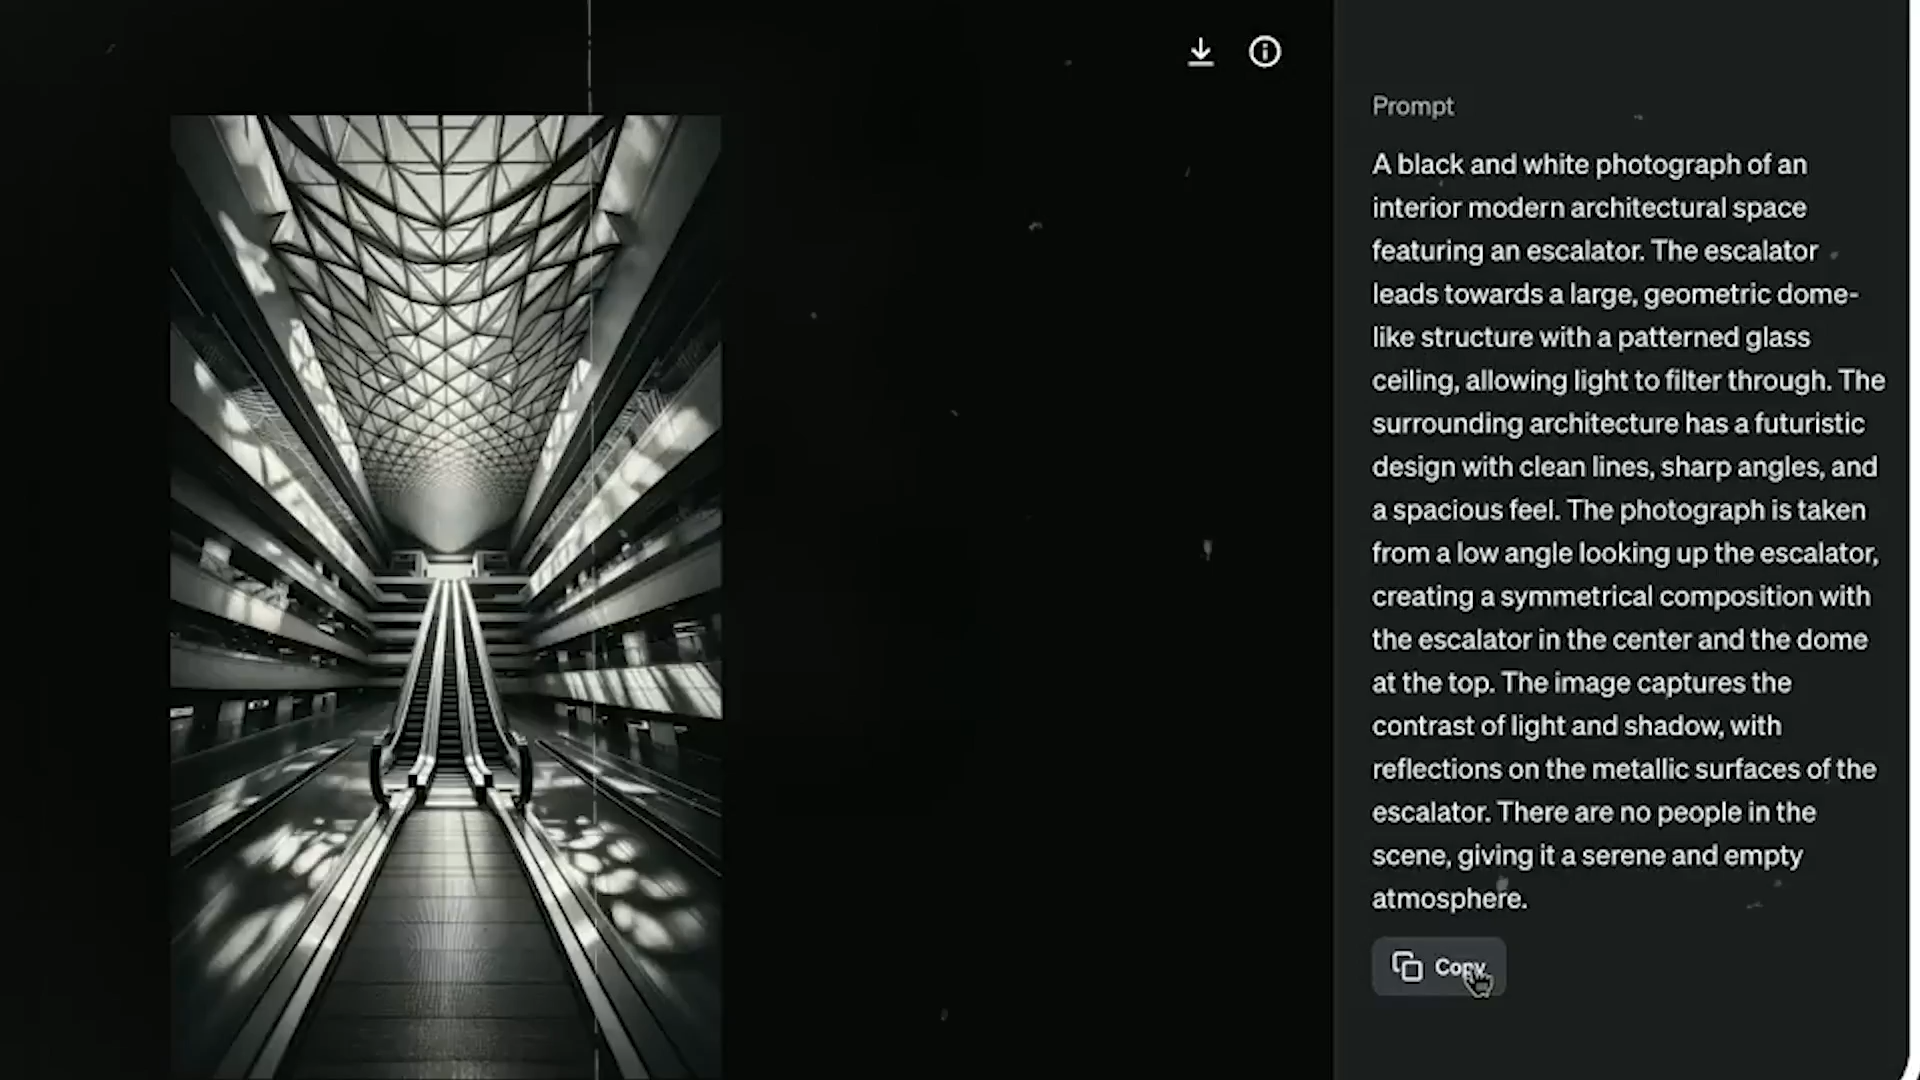 Prompt
A black and white photograph of an
interior modern architectural space
featuring an escalator. The escalator
leads towards a large, geometric dome-
like structure with a patterned glass
ceiling, allowing light to filter through. The
surrounding architecture has a futuristic
design with clean lines, sharp angles, and
a spacious feel. The photograph is taken
from a low angle looking up the escalator,
creating a symmetrical composition with
the escalator in the center and the dome
at the top. The image captures the
contrast of light and shadow, with
reflections on the metallic surfaces of the
escalator. There are no people in the
scene, giving it a serene and empty
atmosphere.
Copy